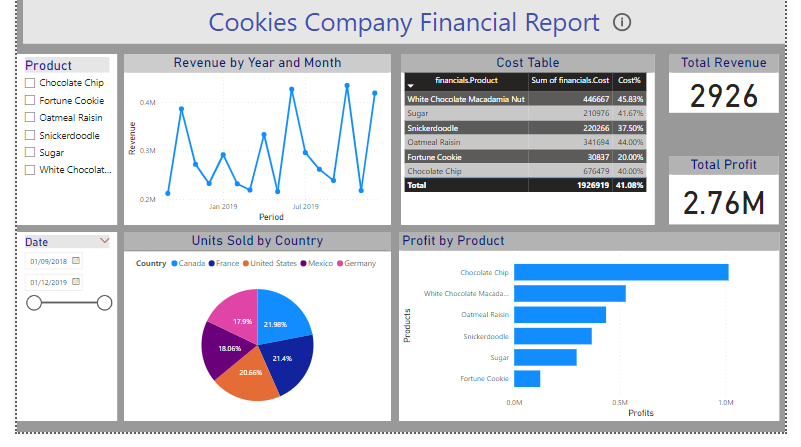 Cookies Company Financial Report
Product
Chocolate Chip
Fortune Cookie
Oatmeal Raisin
Snickerdoodle
Sugar
White Chocolat...
Revenue by Year and Month
Revenue
0.4M
0.3M
0.2M
Jan 2019 Jul 2019
Period
Cost Table
financials.Product Sum of financials.Cost Cost%
White Chocolate Macadamia Nut 446667 45.83%
Sugar 210976 41.67%
Snickerdoodle 220266 37.50%
Oatmeal Raisin 341694 44.00%
Fortune Cookie 30837 20.00%
Chocolate Chip 676479 40.00%
Total 1926919 41.08%
Total Revenue
2926
Total Profit
2.76M
Date
01/09/2018
01/12/2019
Units Sold by Country
Country Canada France United States Mexico Germany
17.9%
21.98%
18.06%
21.4%
20.66%
Profit by Product
Products
Chocolate Chip
White Chocolate Macada...
Oatmeal Raisin
Snickerdoodle
Sugar
Fortune Cookie
0.0M 0.5M 1.0M
Profits